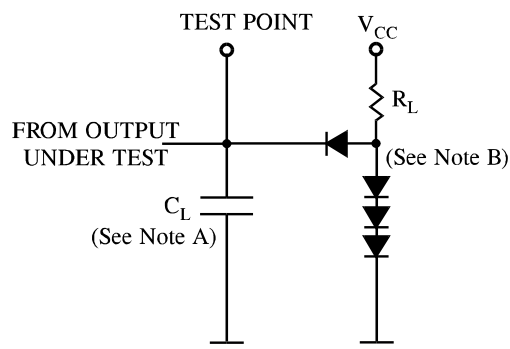 TEST POINT
VCC
RL
FROM OUTPUT
UNDER TEST
(See Note B)
CL
(See Note A)